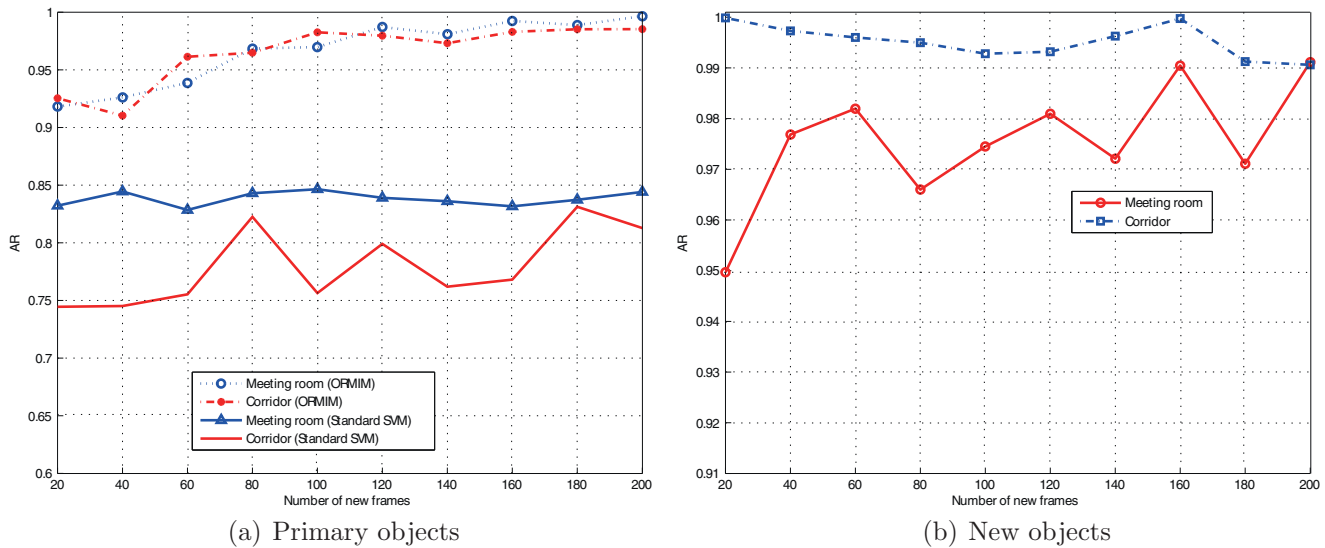 1
0.95
0.9
0.85
0.8
0.75
0.7
0.65
0.6
AR
20 40 60 80 100 120 140 160 180 200
Number of new frames
Meeting room (ORMIM)
Corridor (ORMIM)
Meeting room (Standard SVM)
Corridor (Standard SVM)
(a) Primary objects
1
0.99
0.98
0.97
0.96
0.95
0.94
0.93
0.92
0.91
AR
20 40 60 80 100 120 140 160 180 200
Number of new frames
Meeting room
Corridor
(b) New objects